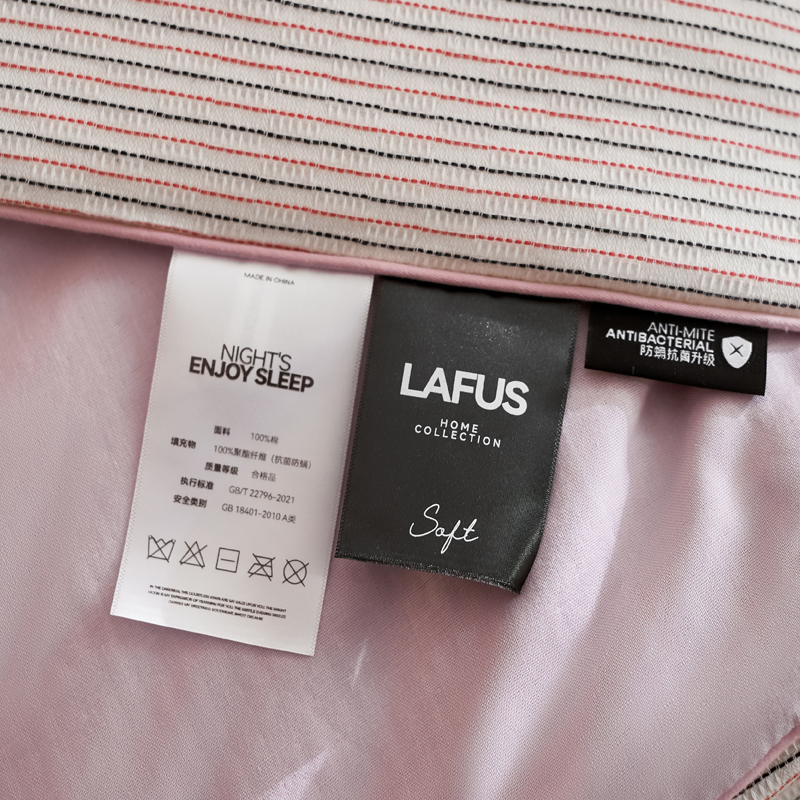 MADE IN CHINA
NIGHT'S
ENJOY SLEEP
面料 100%棉
填充物 100%聚酯纤维（抗菌防螨）
质量等级 合格品
执行标准 GB/T 22796-2021
安全类别 GB 18401-2010 A类
LAFUS
HOME
COLLECTION
Soft
ANTI-MITE
ANTIBACTERIAL
防螨抗菌升级